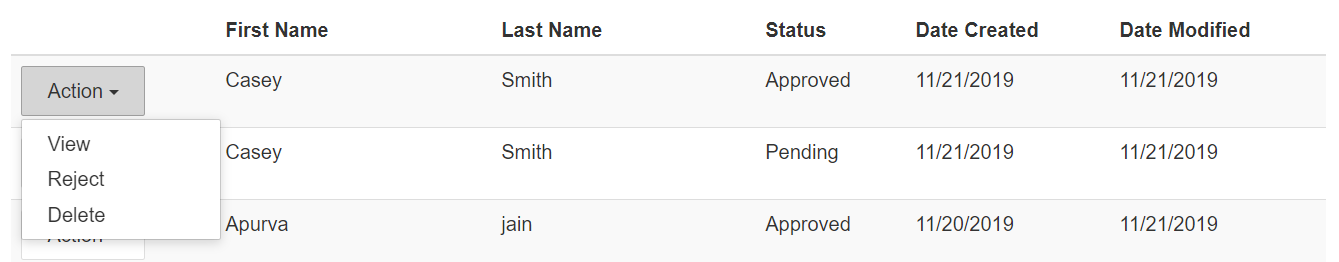 First Name Last Name Status Date Created Date Modified
Action Casey Smith Approved 11/21/2019 11/21/2019
View
Casey Smith Pending 11/21/2019 11/21/2019
Reject
Delete
Apurva jain Approved 11/20/2019 11/21/2019
Action